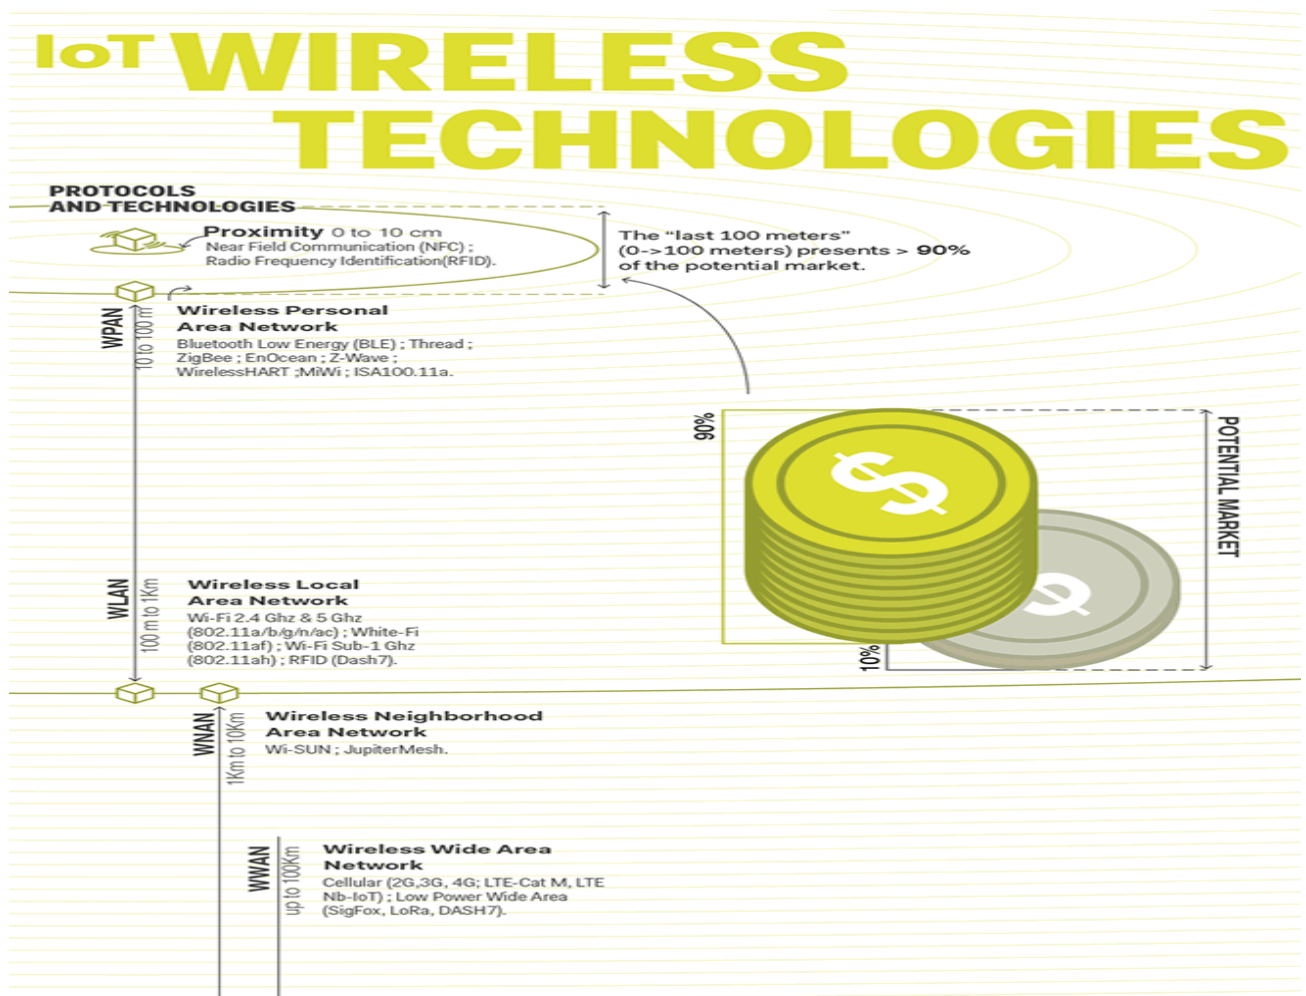 IoT WIRELESS
TECHNOLOGIES
PROTOCOLS
AND TECHNOLOGIES
Proximity 0 to 10 cm
Near Field Communication (NFC) ;
Radio Frequency Identification(RFID).
The “last 100 meters”
(0->100 meters) presents > 90%
of the potential market.
WPAN
10 to 100 m
Wireless Personal
Area Network
Bluetooth Low Energy (BLE) ; Thread ;
ZigBee ; EnOcean ; Z-Wave ;
WirelessHART ;MiWi ; ISA100.11a.
90%
$
$
10%
POTENTIAL MARKET
WLAN
100 m to 1Km
Wireless Local
Area Network
Wi-Fi 2.4 Ghz & 5 Ghz
(802.11a/b/g/n/ac) ; White-Fi
(802.11af) ; Wi-Fi Sub-1 Ghz
(802.11ah) ; RFID (Dash7).
WNAN
1Km to 10Km
Wireless Neighborhood
Area Network
Wi-SUN ; JupiterMesh.
WWAN
up to 100Km
Wireless Wide Area
Network
Cellular (2G,3G, 4G; LTE-Cat M, LTE
Nb-IoT) ; Low Power Wide Area
(SigFox, LoRa, DASH7).